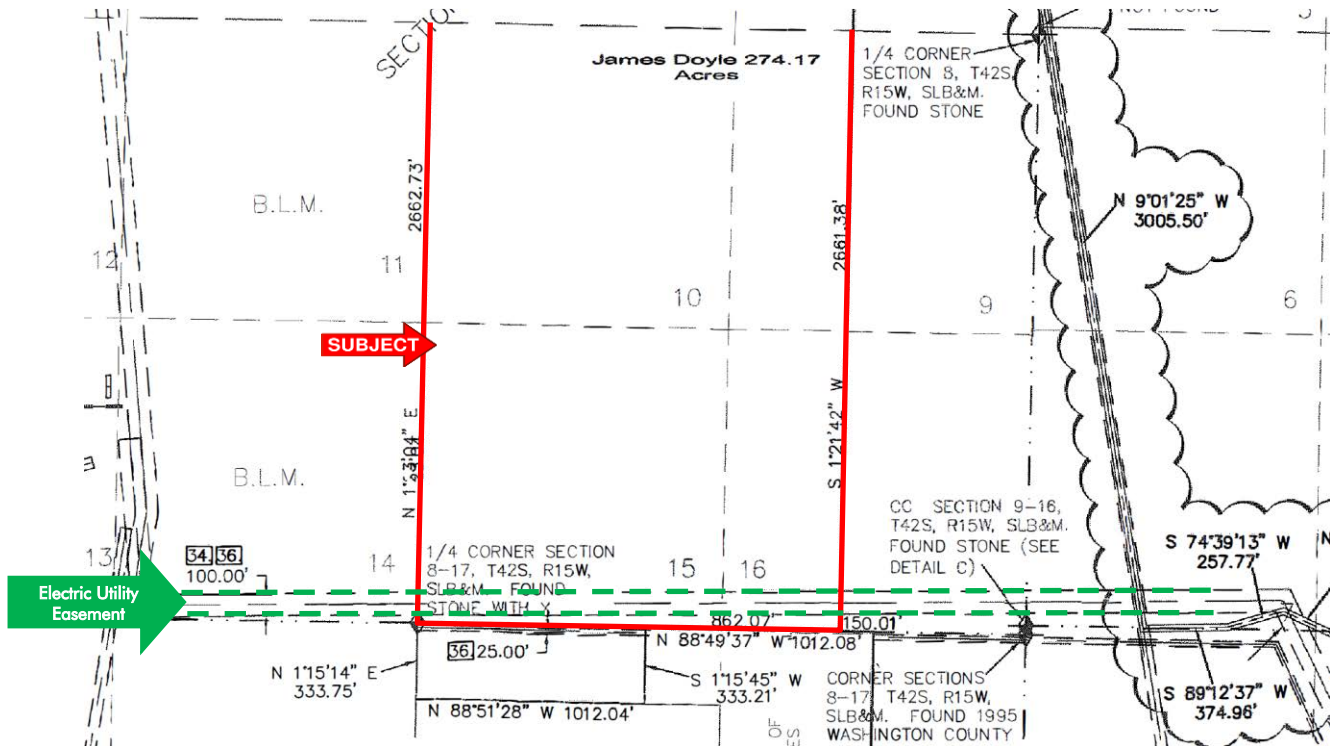 SECTION
James Doyle 274.17
Acres
1/4 CORNER
SECTION 8, T42S,
R15W, SLB&M.
FOUND STONE
NOT FOUND
2662.73'
2661.38'
B.L.M.
N 9°01'25" W
3005.50'
12
11
10
9
6
SUBJECT
B.L.M.
S 1°21'42" W
CC SECTION 9-16,
T42S, R15W, SLB&M.
FOUND STONE (SEE
DETAIL C)
S 74°39'13" W
257.77'
N
13
34 36
100.00'
14
1/4 CORNER SECTION
8-17, T42S, R15W,
SLB&M. FOUND
STONE WITH X
15
16
Electric Utility
Easement
862.07'
150.01'
N 88°49'37" W 1012.08'
36 25.00'
N 1°15'14" E
333.75'
S 1°15'45" W
333.21'
N 88°51'28" W 1012.04'
CORNER SECTIONS
8-17, T42S, R15W,
SLB&M. FOUND 1995
WASHINGTON COUNTY
S 89°12'37" W
374.96'
OF